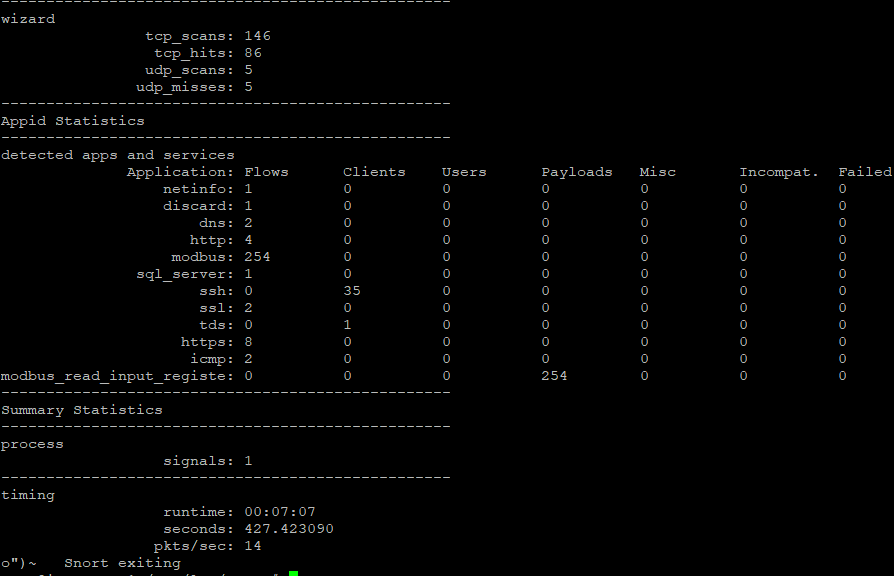 --------------------------------------------------
wizard
tcp_scans: 146
tcp_hits: 86
udp_scans: 5
udp_misses: 5
--------------------------------------------------
Appid Statistics
--------------------------------------------------
detected apps and services
Application: Flows Clients Users Payloads Misc Incompat. Failed
netinfo: 1 0 0 0 0 0 0
discard: 1 0 0 0 0 0 0
dns: 2 0 0 0 0 0 0
http: 4 0 0 0 0 0 0
modbus: 254 0 0 0 0 0 0
sql_server: 1 0 0 0 0 0 0
ssh: 0 35 0 0 0 0 0
ssl: 2 0 0 0 0 0 0
tds: 0 1 0 0 0 0 0
https: 8 0 0 0 0 0 0
icmp: 2 0 0 0 0 0 0
modbus_read_input_registe: 0 0 0 254 0 0 0
--------------------------------------------------
Summary Statistics
--------------------------------------------------
process
signals: 1
--------------------------------------------------
timing
runtime: 00:07:07
seconds: 427.423090
pkts/sec: 14
o")~ Snort exiting